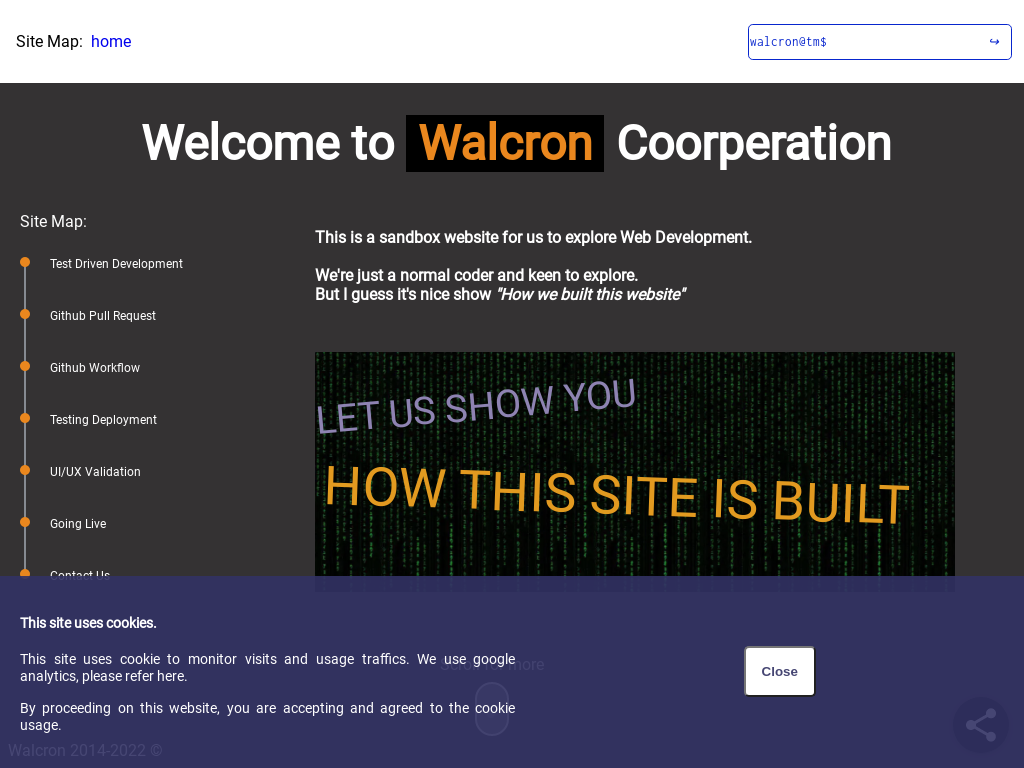 Site Map: home
walcron@tm$ ↪
Welcome to Walcron Coorperation
Site Map:
Test Driven Development
Github Pull Request
Github Workflow
Testing Deployment
UI/UX Validation
Going Live
Contact Us
This is a sandbox website for us to explore Web Development.
We're just a normal coder and keen to explore.
But I guess it's nice show "How we built this website"
LET US SHOW YOU
HOW THIS SITE IS BUILT
This site uses cookies.
This site uses cookie to monitor visits and usage traffic. We use google
analytics, please refer here.
By proceeding on this website, you are accepting and agreed to the cookie
usage.
Close
more
Walcron 2014-2022 ©